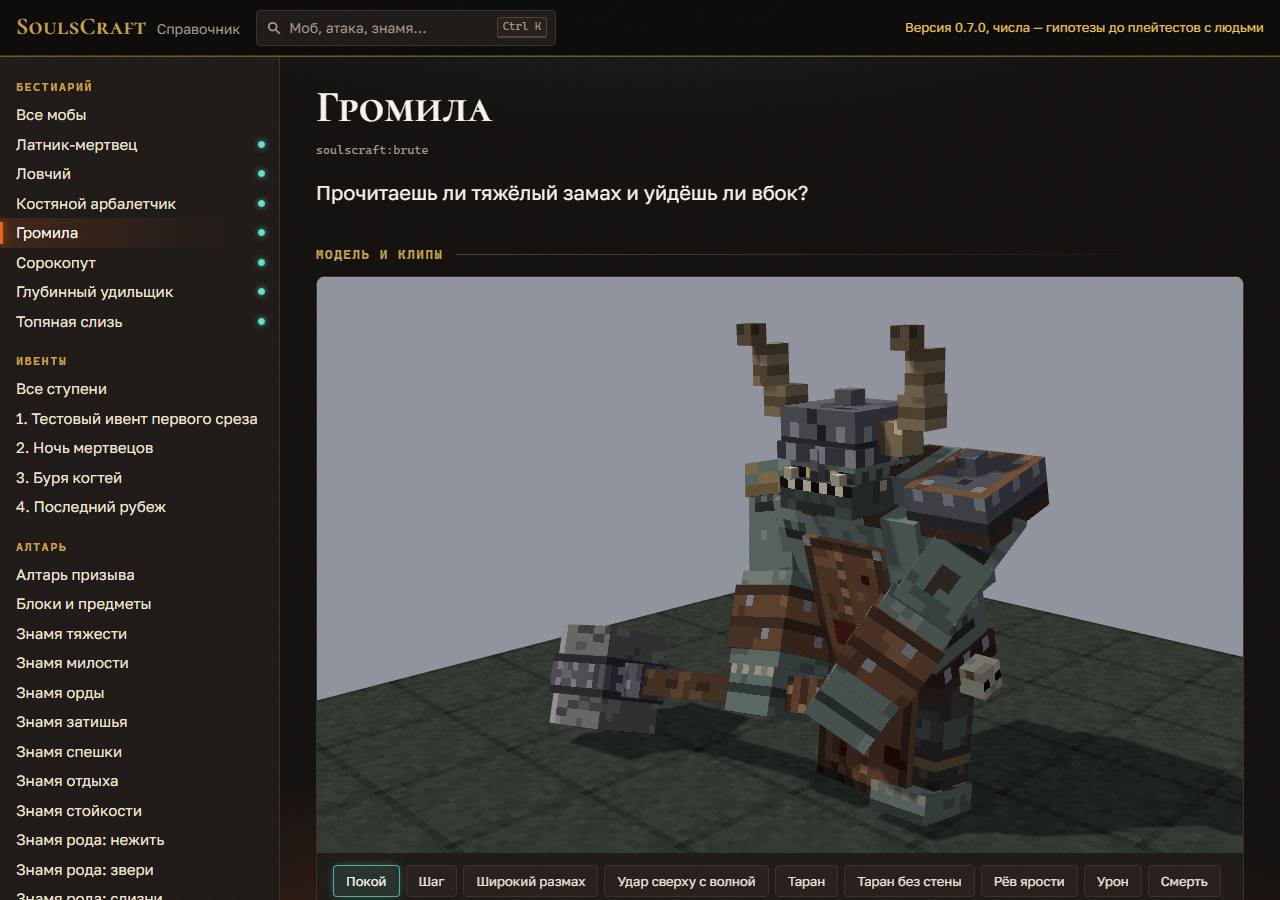 SOULSCRAFT Справочник Моб, атака, знамя... Ctrl K Версия 0.7.0, числа — гипотезы до плейтестов с людьми
БЕСТИАРИЙ
Все мобы
Латник-мертвец
Ловчий
Костяной арбалетчик
Громила
Сорокопут
Глубинный удильщик
Топяная слизь
ИВЕНТЫ
Все ступени
1. Тестовый ивент первого среза
2. Ночь мертвецов
3. Буря когтей
4. Последний рубеж
АЛТАРЬ
Алтарь призыва
Блоки и предметы
Знамя тяжести
Знамя милости
Знамя орды
Знамя затишья
Знамя спешки
Знамя отдыха
Знамя стойкости
Знамя рода: нежить
Знамя рода: звери
Знамя рода: слизни
ГРОМИЛА
soulscraft:brute
Прочитаешь ли тяжёлый замах и уйдёшь ли вбок?
МОДЕЛЬ И КЛИПЫ
Покой Шаг Широкий размах Удар сверху с волной Таран Таран без стены Рёв ярости Урон Смерть